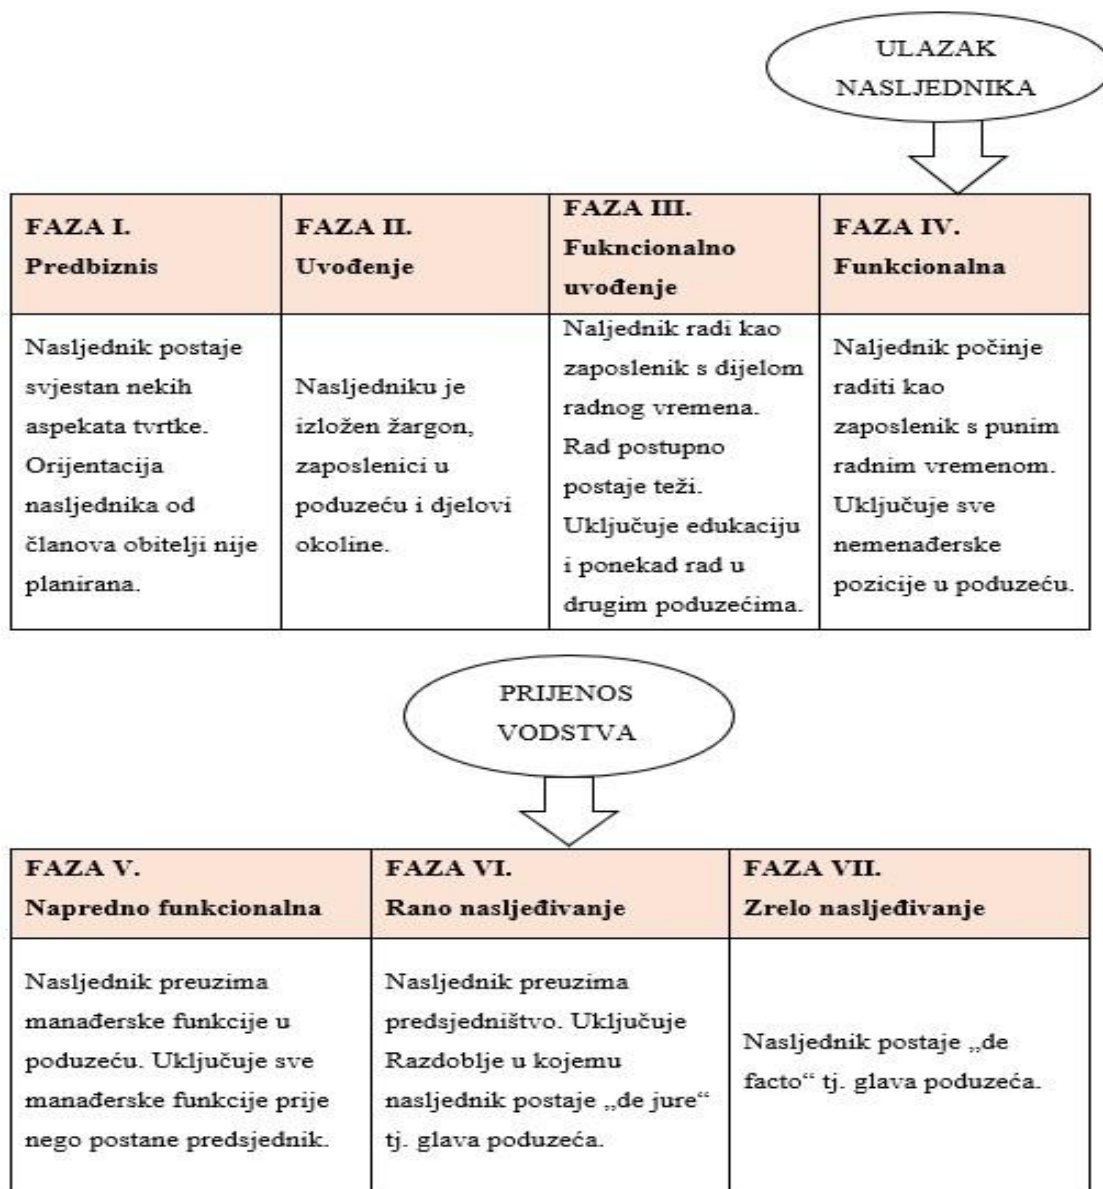 ULAZAK
NASLJEDNIKA
FAZA I.
Predbiznis
FAZA II.
Uvođenje
FAZA III.
Fukncionalno
uvođenje
FAZA IV.
Funkcionalna
Nasljednik postaje
svjestan nekih
aspekata tvrtke.
Orijentacija
nasljednika od
članova obitelji nije
planirana.
Nasljedniku je
izložen žargon,
zaposlenici u
poduzeću i djelovi
okoline.
Naljednik radi kao
zaposlenik s dijelom
radnog vremena.
Rad postupno
postaje teži.
Uključuje edukaciju
i ponekad rad u
drugim poduzećima.
Naljednik počinje
raditi kao
zaposlenik s punim
radnim vremenom.
Uključuje sve
nemenađerske
pozicije u poduzeću.
PRIJENOS
VODSTVA
FAZA V.
Napredno funkcionalna
FAZA VI.
Rano nasljeđivanje
FAZA VII.
Zrelo nasljeđivanje
Nasljednik preuzima
manađerske funkcije u
poduzeću. Uključuje sve
manađerske funkcije prije
nego postane predsjednik.
Nasljednik preuzima
predsjedništvo. Uključuje
Razdoblje u kojemu
nasljednik postaje „de jure“
tj. glava poduzeća.
Nasljednik postaje „de
facto“ tj. glava poduzeća.